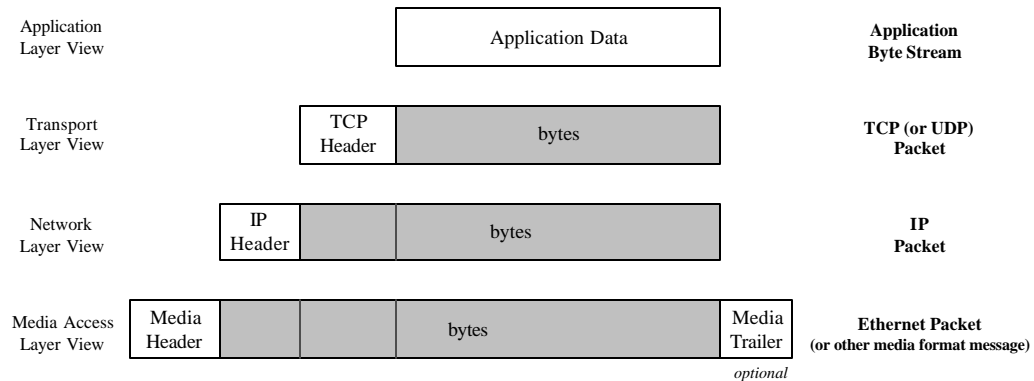 Application
Layer View
Application Data
Application
Byte Stream
Transport
Layer View
TCP
Header
bytes
TCP (or UDP)
Packet
Network
Layer View
IP
Header
bytes
IP
Packet
Media Access
Layer View
Media
Header
bytes
Media
Trailer
Ethernet Packet
(or other media format message)
optional